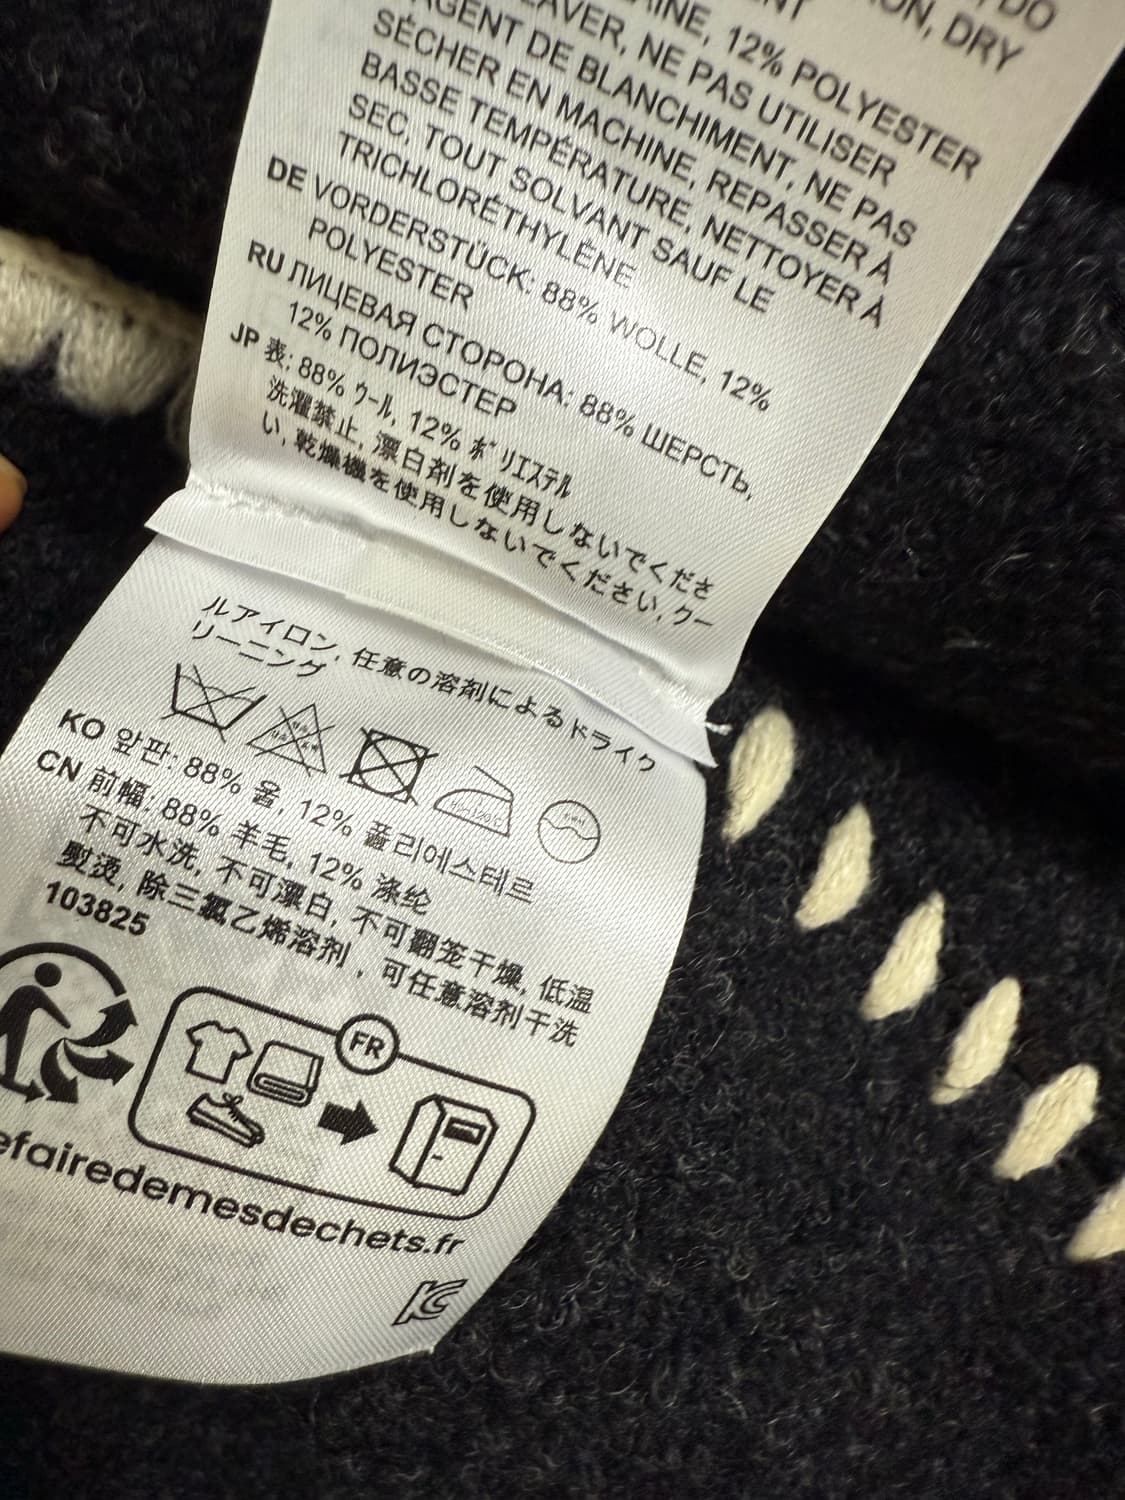 DO
ON, DRY
12% POLYESTER
LAVER, NE PAS UTILISER
AGENT DE BLANCHIMENT, NE PAS
SÉCHER EN MACHINE, REPASSER À
BASSE TEMPÉRATURE, NETTOYER À
SEC, TOUT SOLVANT SAUF LE
TRICHLORÉTHYLÈNE
DE VORDERSTÜCK: 88% WOLLE, 12%
POLYESTER
RU ЛИЦЕВАЯ СТОРОНА: 88% ШЕРСТЬ,
12% ПОЛИЭСТЕР
JP 表: 88% ウール, 12% ポリエステル
洗濯禁止, 漂白剤を使用しないでくださ
い, 乾燥機を使用しないでください, クー
ルアイロン, 任意の溶剤によるドライク
リーニング
KO 앞판: 88% 울, 12% 폴리에스테르
CN 前幅: 88% 羊毛, 12% 涤纶
不可水洗, 不可漂白, 不可翻笼干燥, 低温
熨烫, 除三氯乙烯溶剂, 可任意溶剂干洗
103825
FR
efairedemesdechets.fr